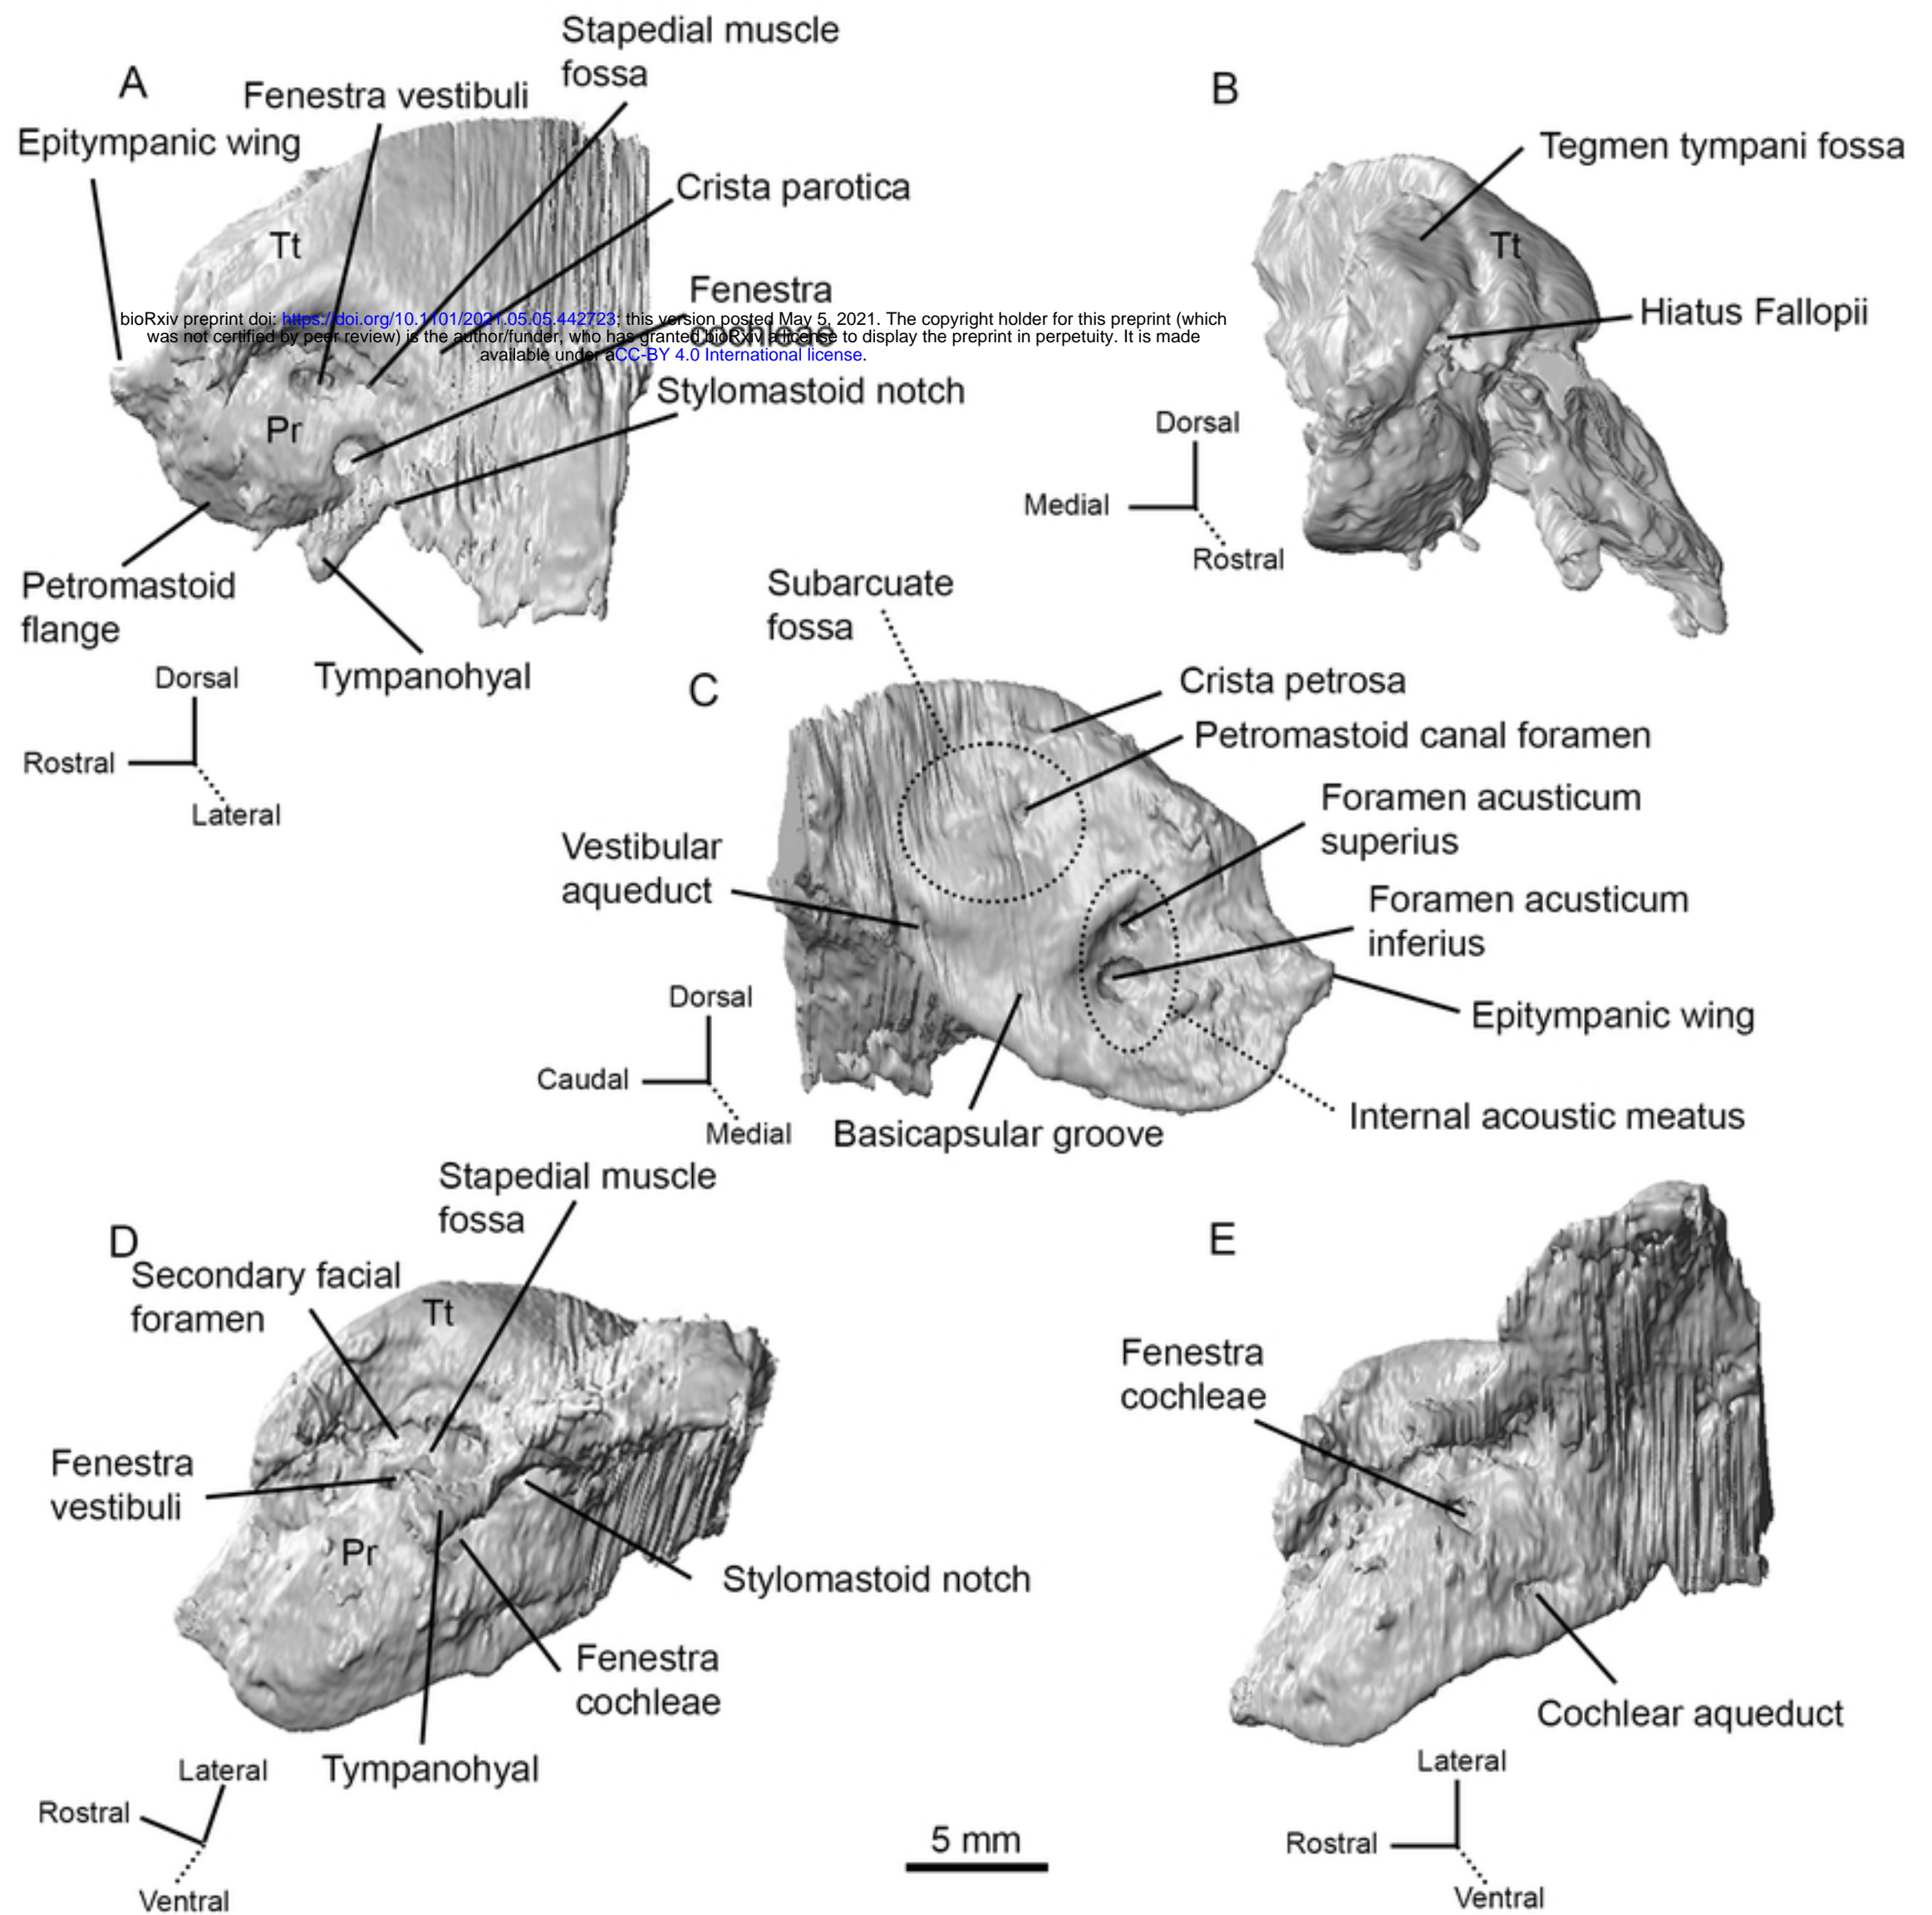 A
Stapedial muscle
fossa
Fenestra vestibuli
Epitympanic wing
Crista parotica
Tt
Fenestra
cochleae
bioRxiv preprint doi: https://doi.org/10.1101/2021.05.05.442723; this version posted May 5, 2021. The copyright holder for this preprint (which
was not certified by peer review) is the author/funder, who has granted bioRxiv a license to display the preprint in perpetuity. It is made
available under aCC-BY 4.0 International license.
Stylomastoid notch
Pr
Petromastoid
flange
Tympanohyal
Dorsal
Rostral
Lateral
B
Tegmen tympani fossa
Tt
Hiatus Fallopii
Dorsal
Medial
Rostral
C
Subarcuate
fossa
Crista petrosa
Petromastoid canal foramen
Foramen acusticum
superius
Vestibular
aqueduct
Foramen acusticum
inferius
Epitympanic wing
Dorsal
Caudal
Medial
Basicapsular groove
Internal acoustic meatus
D
Stapedial muscle
fossa
Secondary facial
foramen
Tt
Fenestra
vestibuli
Pr
Stylomastoid notch
Fenestra
cochleae
Tympanohyal
Lateral
Rostral
Ventral
5 mm
E
Fenestra
cochleae
Cochlear aqueduct
Lateral
Rostral
Ventral